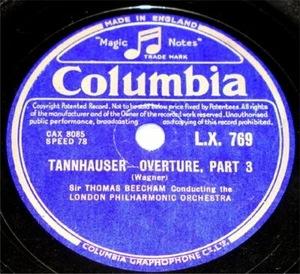 MADE IN ENGLAND
"Magic Notes"
TRADE MARK
Columbia
Copyright Patented Record. Not to be sold below price fixed by Patentees. All rights
of the manufacturer and of the Owner of the recorded work reserved. Unauthorised
public performance, broadcasting and copying of this record prohibited.
CAX 8085
SPEED 78
L.X. 769
TANNHAUSER—OVERTURE, PART 3
(Wagner)
Sir THOMAS BEECHAM Conducting the
LONDON PHILHARMONIC ORCHESTRA
COLUMBIA GRAPHOPHONE Co., Ltd.